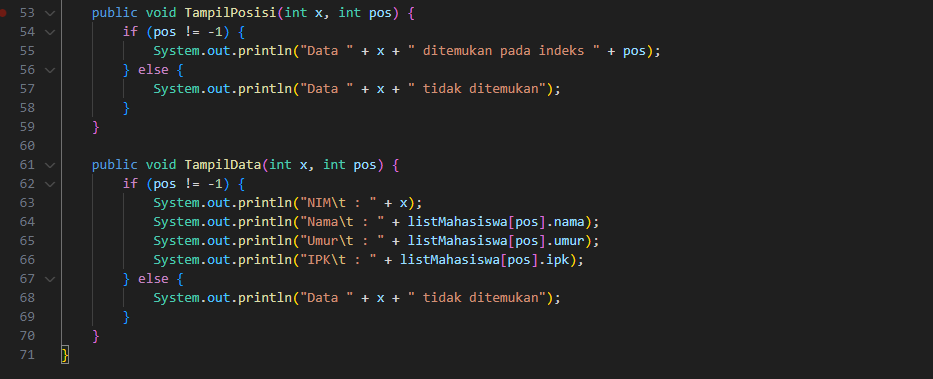 53 public void TampilPosisi(int x, int pos) {
54 if (pos != -1) {
55 System.out.println("Data " + x + " ditemukan pada indeks " + pos);
56 } else {
57 System.out.println("Data " + x + " tidak ditemukan");
58 }
59 }
60
61 public void TampilData(int x, int pos) {
62 if (pos != -1) {
63 System.out.println("NIM\t : " + x);
64 System.out.println("Nama\t : " + listMahasiswa[pos].nama);
65 System.out.println("Umur\t : " + listMahasiswa[pos].umur);
66 System.out.println("IPK\t : " + listMahasiswa[pos].ipk);
67 } else {
68 System.out.println("Data " + x + " tidak ditemukan");
69 }
70 }
71 }